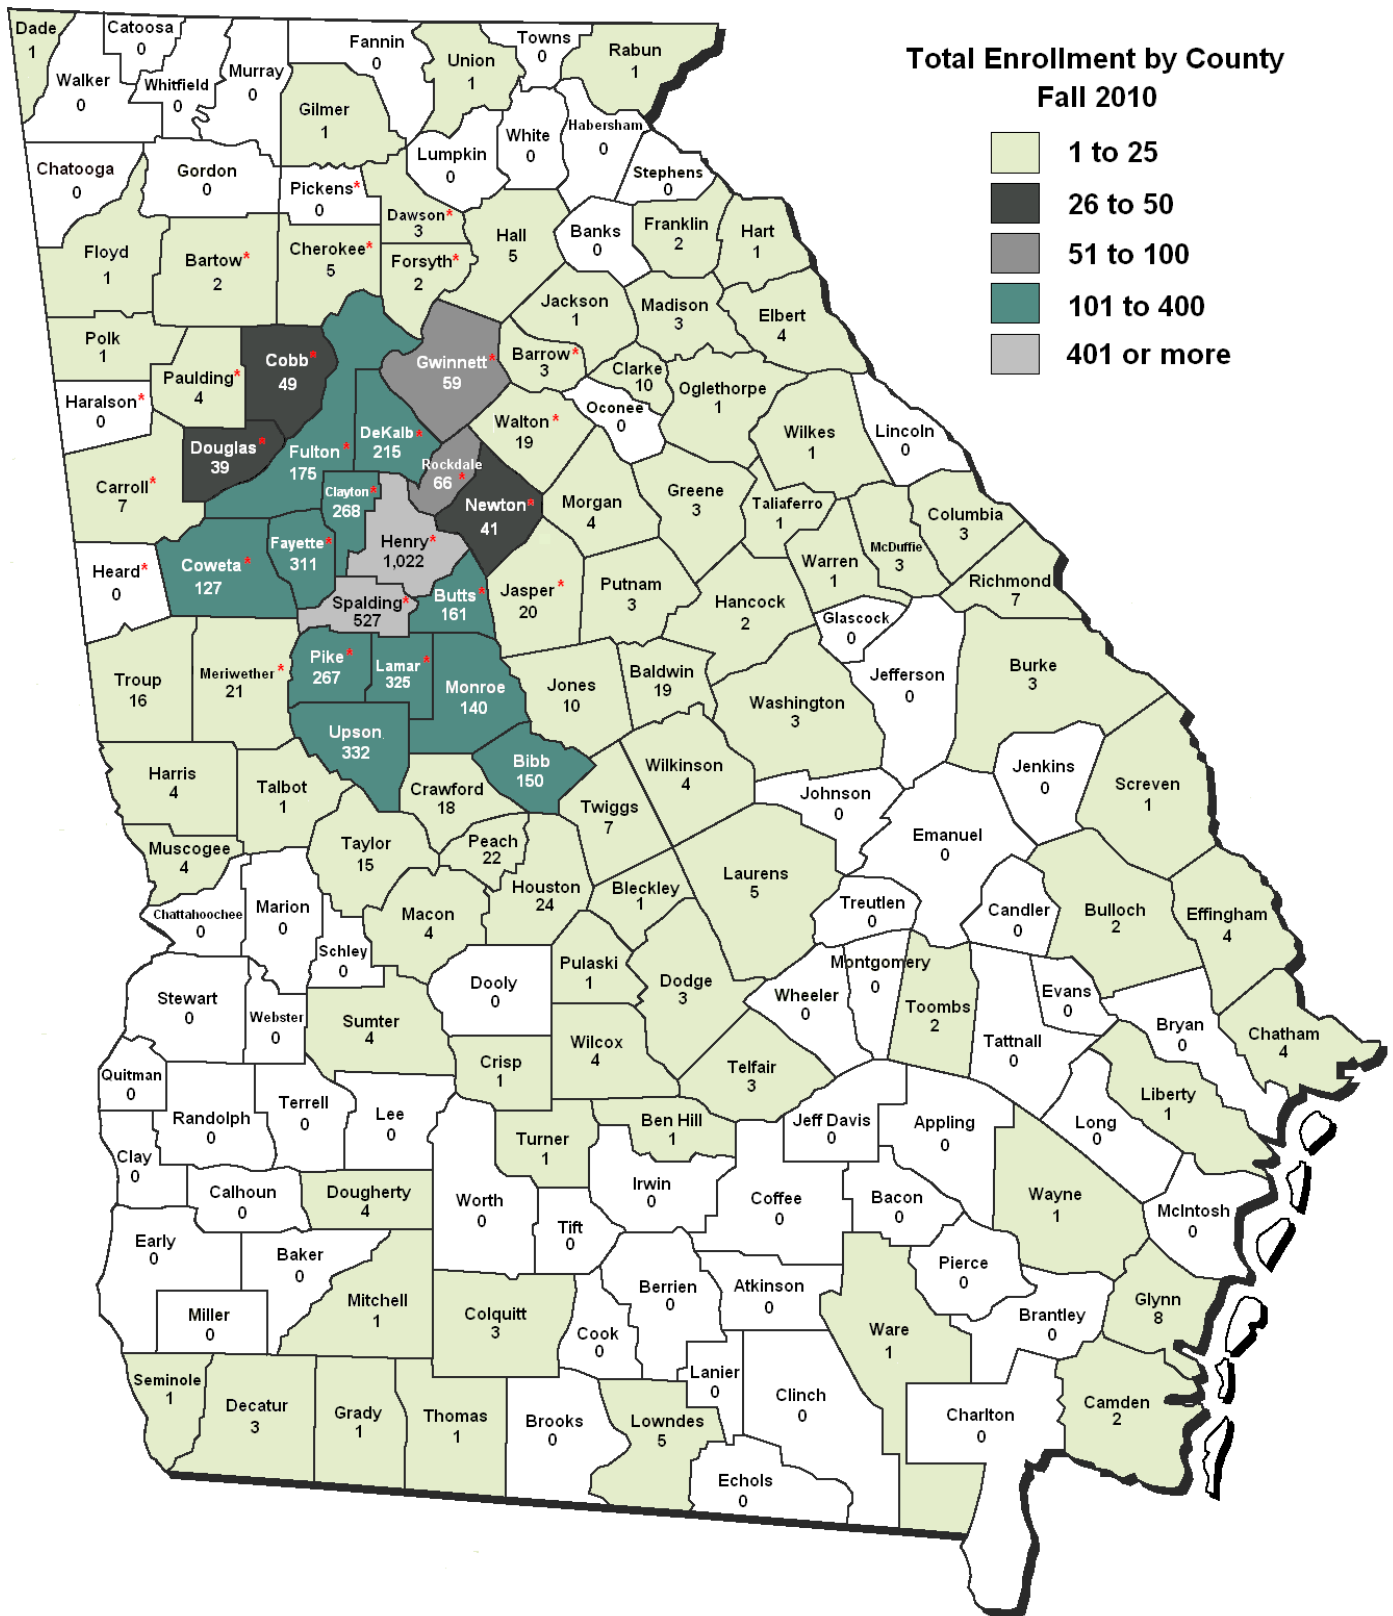 Total Enrollment by County
Fall 2010
1 to 25
26 to 50
51 to 100
101 to 400
401 or more
Dade
1
Catoosa
0
Walker
0
Whitfield
0
Murray
0
Fannin
0
Gilmer
1
Union
1
Towns
0
Rabun
1
Lumpkin
0
White
0
Habersham
0
Stephens
0
Chatooga
0
Gordon
0
Pickens*
0
Dawson*
3
Hall
5
Banks
0
Franklin
2
Hart
1
Floyd
1
Bartow*
2
Cherokee*
5
Forsyth*
2
Jackson
1
Madison
3
Elbert
4
Polk
1
Paulding*
4
Cobb*
49
Gwinnett*
59
Barrow*
3
Clarke
10
Oglethorpe
1
Haralson*
0
Douglas*
39
Fulton*
175
DeKalb*
215
Rockdale
66 *
Walton *
19
Oconee
0
Wilkes
1
Lincoln
0
Carroll*
7
Clayton*
268
Henry*
1,022
Newton*
41
Morgan
4
Greene
3
Taliaferro
1
Columbia
3
McDuffie
3
Warren
1
Richmond
7
Heard*
0
Coweta*
127
Fayette*
311
Spalding*
527
Butts*
161
Jasper*
20
Putnam
3
Hancock
2
Glascock
0
Jefferson
0
Burke
3
Troup
16
Meriwether*
21
Pike*
267
Lamar*
325
Monroe
140
Jones
10
Baldwin
19
Washington
3
Upson
332
Bibb
150
Wilkinson
4
Johnson
0
Jenkins
0
Screven
1
Harris
4
Talbot
1
Crawford
18
Twiggs
7
Emanuel
0
Muscogee
4
Taylor
15
Peach
22
Houston
24
Bleckley
1
Laurens
5
Chattahoochee
0
Marion
0
Schley
0
Macon
4
Treutlen
0
Candler
0
Bulloch
2
Effingham
4
Stewart
0
Webster
0
Sumter
4
Dooly
0
Pulaski
1
Dodge
3
Wheeler
0
Montgomery
0
Toombs
2
Tattnall
0
Evans
0
Bryan
0
Chatham
4
Quitman
0
Crisp
1
Wilcox
4
Telfair
3
Liberty
1
Long
0
Randolph
0
Terrell
0
Lee
0
Turner
1
Ben Hill
1
Jeff Davis
0
Appling
0
Clay
0
Calhoun
0
Dougherty
4
Worth
0
Tift
0
Irwin
0
Coffee
0
Bacon
0
Wayne
1
McIntosh
0
Early
0
Baker
0
Miller
0
Mitchell
1
Colquitt
3
Cook
0
Berrien
0
Atkinson
0
Pierce
0
Ware
1
Brantley
0
Glynn
8
Seminole
1
Decatur
3
Grady
1
Thomas
1
Brooks
0
Lowndes
5
Lanier
0
Clinch
0
Echols
0
Charlton
0
Camden
2